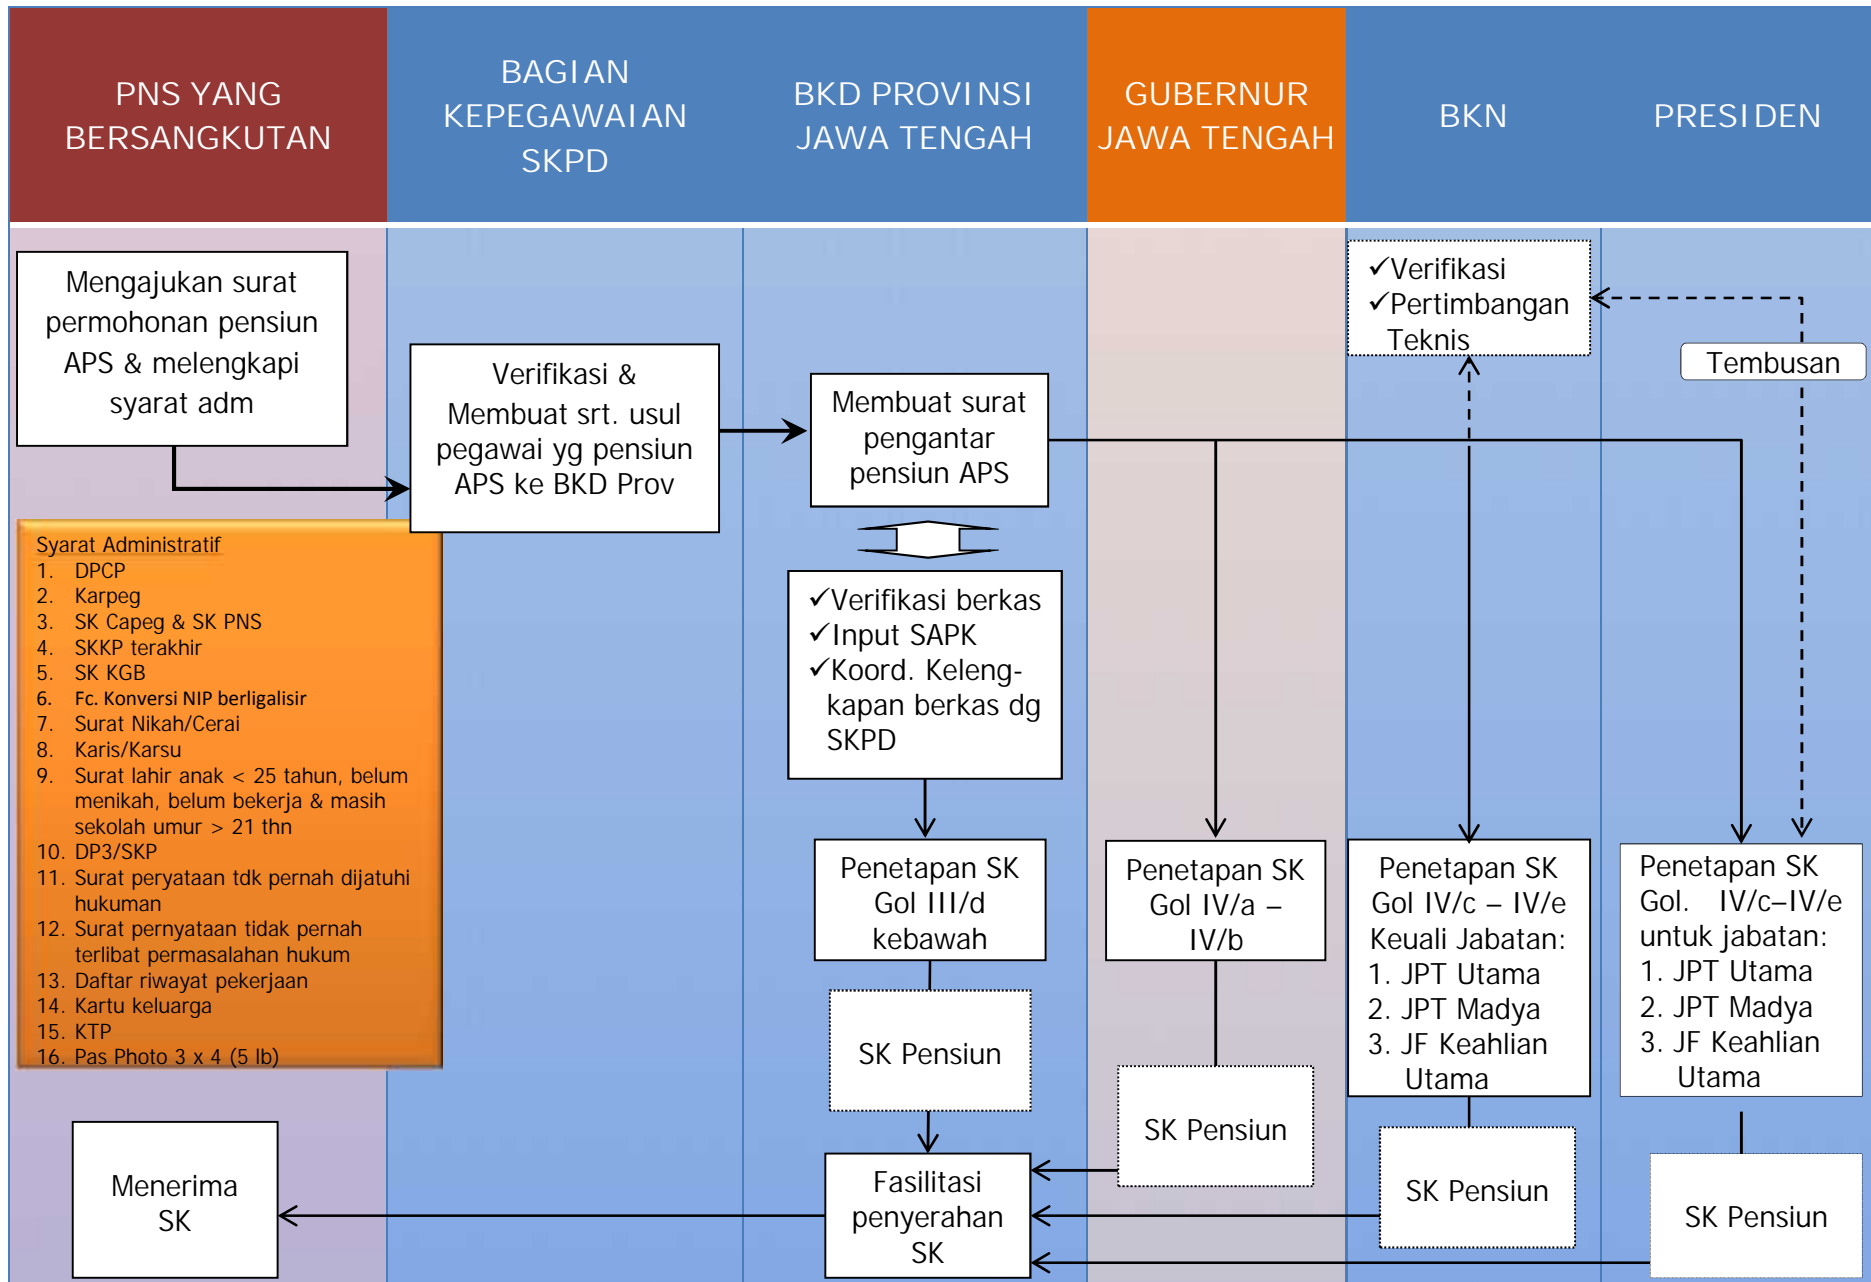 PNS YANG
BERSANGKUTAN
BAGIAN
KEPEGAWAIAN
SKPD
BKD PROVINSI
JAWA TENGAH
GUBERNUR
JAWA TENGAH
BKN
PRESIDEN
Mengajukan surat
permohonan pensiun
APS & melengkapi
syarat adm
Syarat Administratif
1. DPCP
2. Karpeg
3. SK Capeg & SK PNS
4. SKKP terakhir
5. SK KGB
6. Fc. Konversi NIP berligalisir
7. Surat Nikah/Cerai
8. Karis/Karsu
9. Surat lahir anak < 25 tahun, belum
menikah, belum bekerja & masih
sekolah umur > 21 thn
10. DP3/SKP
11. Surat peryataan tdk pernah dijatuhi
hukuman
12. Surat pernyataan tidak pernah
terlibat permasalahan hukum
13. Daftar riwayat pekerjaan
14. Kartu keluarga
15. KTP
16. Pas Photo 3 x 4 (5 lb)
Menerima
SK
Verifikasi &
Membuat srt. usul
pegawai yg pensiun
APS ke BKD Prov
Membuat surat
pengantar
pensiun APS
✓Verifikasi berkas
✓Input SAPK
✓Koord. Keleng-
kapan berkas dg
SKPD
Penetapan SK
Gol III/d
kebawah
SK Pensiun
Fasilitasi
penyerahan
SK
Penetapan SK
Gol IV/a –
IV/b
SK Pensiun
✓Verifikasi
✓Pertimbangan
Teknis
Penetapan SK
Gol IV/c – IV/e
Keuali Jabatan:
1. JPT Utama
2. JPT Madya
3. JF Keahlian
Utama
SK Pensiun
Tembusan
Penetapan SK
Gol. IV/c–IV/e
untuk jabatan:
1. JPT Utama
2. JPT Madya
3. JF Keahlian
Utama
SK Pensiun